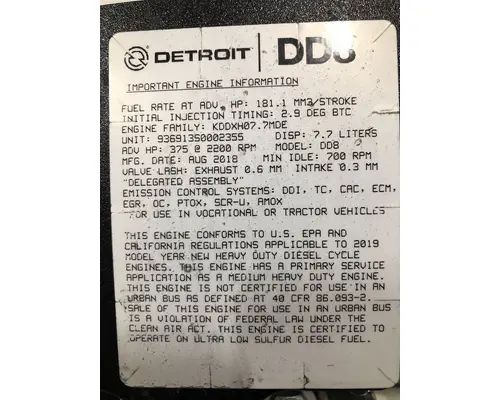 DETROIT DD8
IMPORTANT ENGINE INFORMATION
FUEL RATE AT ADV. HP: 181.1 MM3/STROKE
INITIAL INJECTION TIMING: 2.9 DEG BTC
ENGINE FAMILY: KDDXH07.7MDE
UNIT: 936913S0002355 DISP: 7.7 LITERS
ADV HP: 375 @ 2200 RPM MODEL: DD8
MFG. DATE: AUG 2018 MIN IDLE: 700 RPM
VALVE LASH: EXHAUST 0.6 MM INTAKE 0.3 MM
"DELEGATED ASSEMBLY"
EMISSION CONTROL SYSTEMS: DDI, TC, CAC, ECM,
EGR, OC, PTOX, SCR-U, AMOX
FOR USE IN VOCATIONAL OR TRACTOR VEHICLES
THIS ENGINE CONFORMS TO U.S. EPA AND
CALIFORNIA REGULATIONS APPLICABLE TO 2019
MODEL YEAR NEW HEAVY DUTY DIESEL CYCLE
ENGINES. THIS ENGINE HAS A PRIMARY SERVICE
APPLICATION AS A MEDIUM HEAVY DUTY ENGINE.
THIS ENGINE IS NOT CERTIFIED FOR USE IN AN
URBAN BUS AS DEFINED AT 40 CFR 86.093-2.
SALE OF THIS ENGINE FOR USE IN AN URBAN BUS
IS A VIOLATION OF FEDERAL LAW UNDER THE
CLEAN AIR ACT. THIS ENGINE IS CERTIFIED TO
OPERATE ON ULTRA LOW SULFUR DIESEL FUEL.